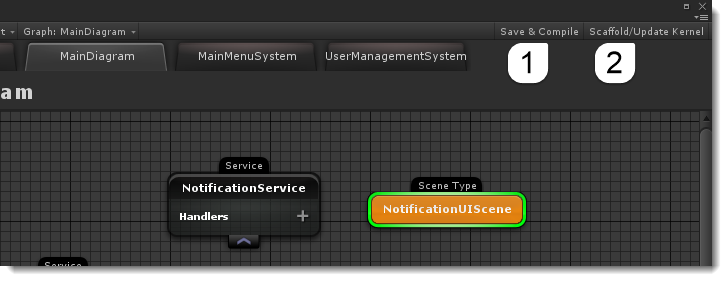 t Graph: MainDiagram Save & Compile Scaffold/Update Kernel
MainDiagram MainMenuSystem UserManagementSystem
1 2
am
Service
NotificationService
Handlers +
Scene Type
NotificationUIScene
Service